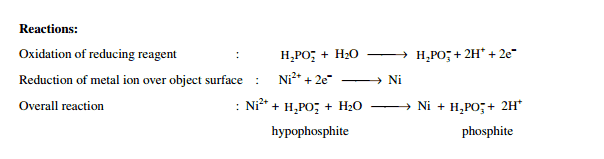 Reactions:
Oxidation of reducing reagent : H₂PO₂⁻ + H₂O ⟶ H₂PO₃⁻ + 2H⁺ + 2e⁻
Reduction of metal ion over object surface : Ni²⁺ + 2e⁻ ⟶ Ni
Overall reaction : Ni²⁺ + H₂PO₂⁻ + H₂O ⟶ Ni + H₂PO₃⁻ + 2H⁺
hypophosphite phosphite